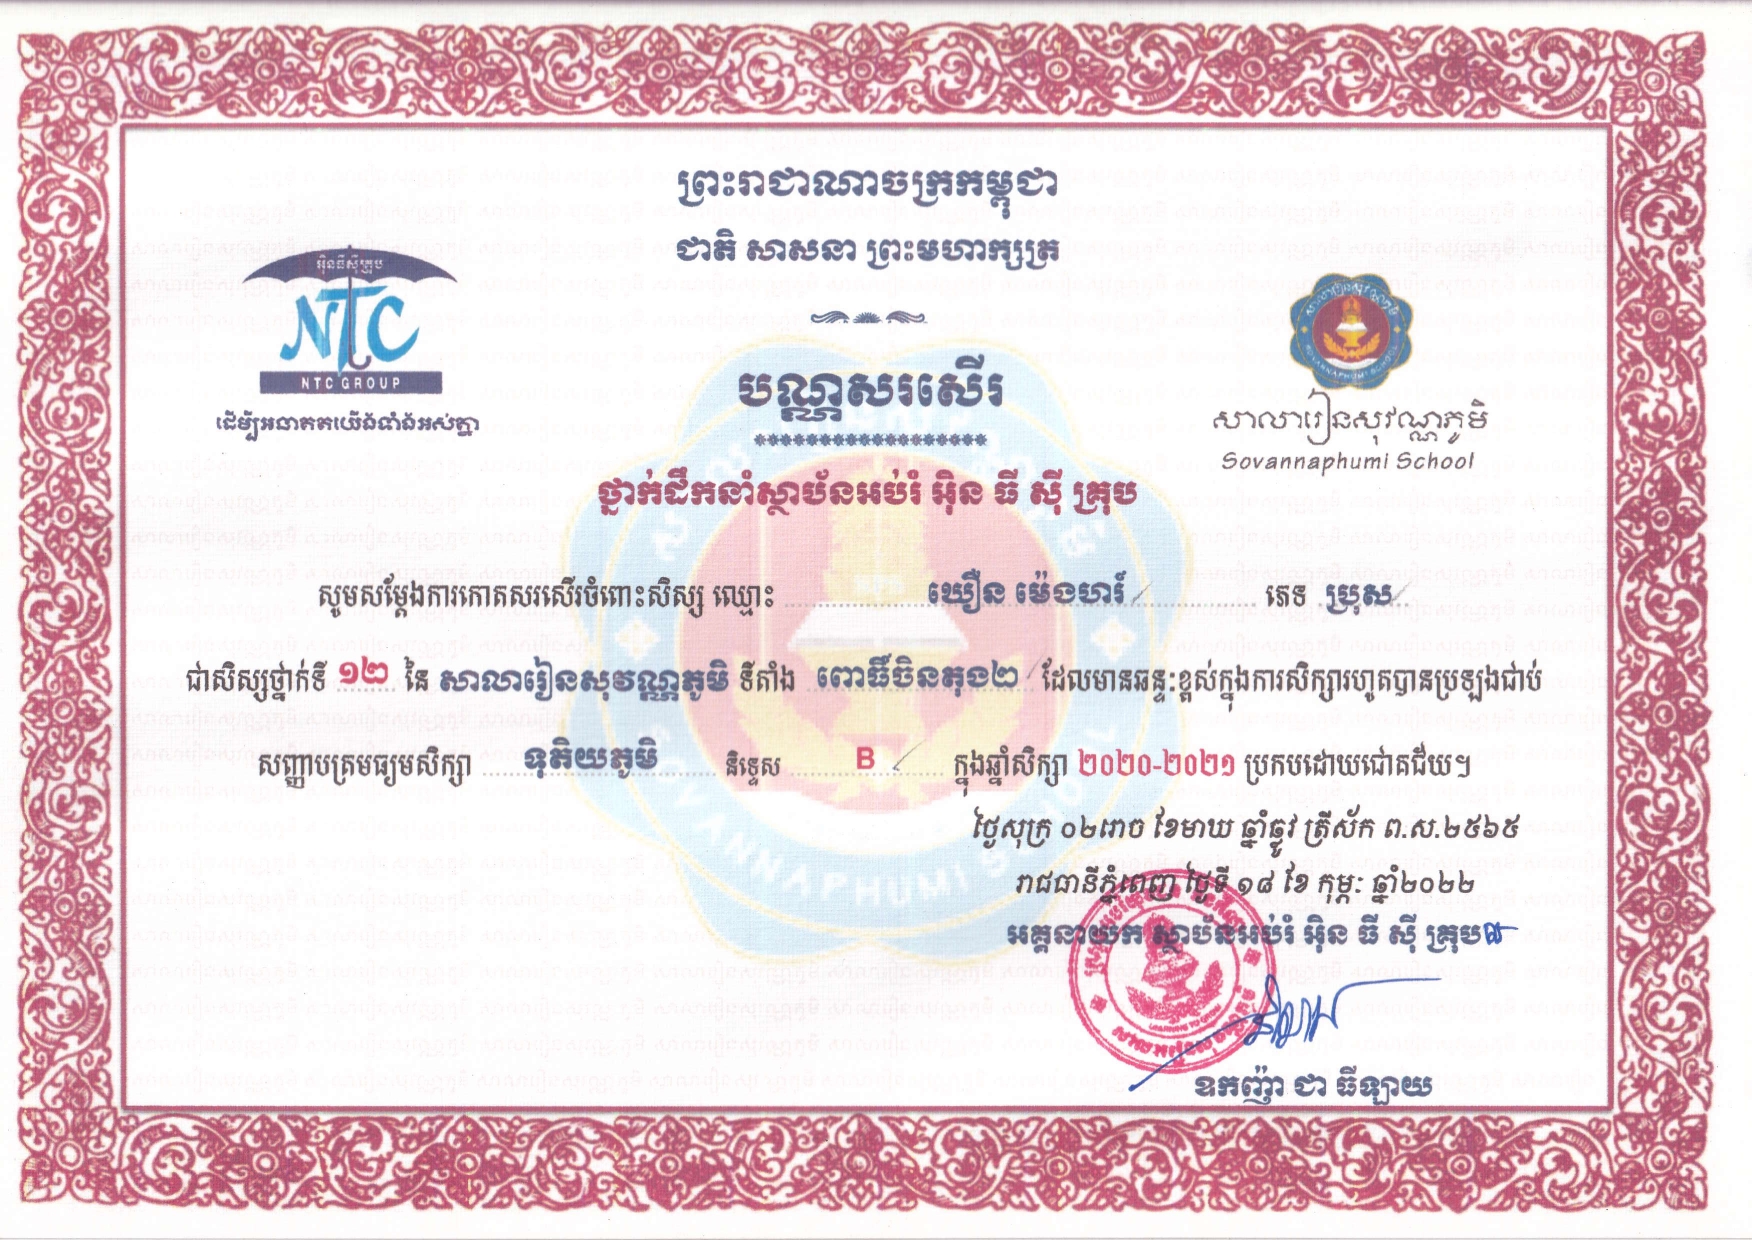 ព្រះរាជាណាចក្រកម្ពុជា
ជាតិ សាសនា ព្រះមហាក្សត្រ
អ៊ិនធីស៊ីគ្រុប
NTC
NTC GROUP
ដើម្បីអនាគតយើងទាំងអស់គ្នា
សាលារៀនសុវណ្ណភូមិ
SOVANNAPHUMI SCHOOL
សាលារៀនសុវណ្ណភូមិ
Sovannaphumi School
បណ្ណសរសើរ
ថ្នាក់ដឹកនាំស្ថាប័នអប់រំ អ៊ិន ធី ស៊ី គ្រុប
សូមសម្តែងការកោតសរសើរចំពោះសិស្ស ឈ្មោះ ឃឿន ម៉េងហរ៍ ភេទ ប្រុស
ជាសិស្សថ្នាក់ទី ១២ នៃ សាលារៀនសុវណ្ណភូមិ ទីតាំង ពោធិ៍ចិនតុង២ ដែលមានឆន្ទៈខ្ពស់ក្នុងការសិក្សារហូតបានប្រឡងជាប់
សញ្ញាបត្រមធ្យមសិក្សា ទុតិយភូមិ និទ្ទេស B ក្នុងឆ្នាំសិក្សា ២០២០-២០២១ ប្រកបដោយជោគជ័យ។
ថ្ងៃសុក្រ ០២រោច ខែមាឃ ឆ្នាំឆ្លូវ ត្រីស័ក ព.ស.២៥៦៥
រាជធានីភ្នំពេញ ថ្ងៃទី ១៨ ខែ កុម្ភៈ ឆ្នាំ២០២២
អគ្គនាយក ស្ថាប័នអប់រំ អ៊ិន ធី ស៊ី គ្រុប
ឧកញ៉ា ជា ធីឡាយ